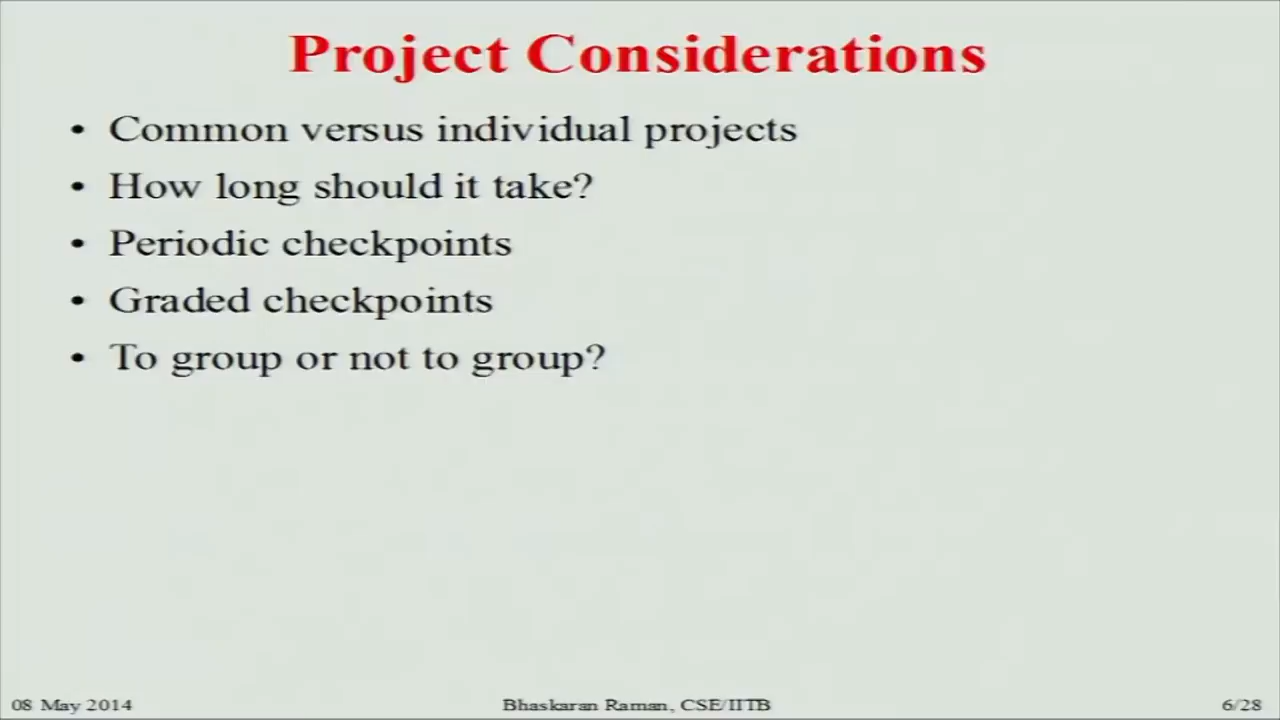 Project Considerations
• Common versus individual projects
• How long should it take?
• Periodic checkpoints
• Graded checkpoints
• To group or not to group?
08 May 2014
Bhaskaran Raman, CSE/IITB
6/28